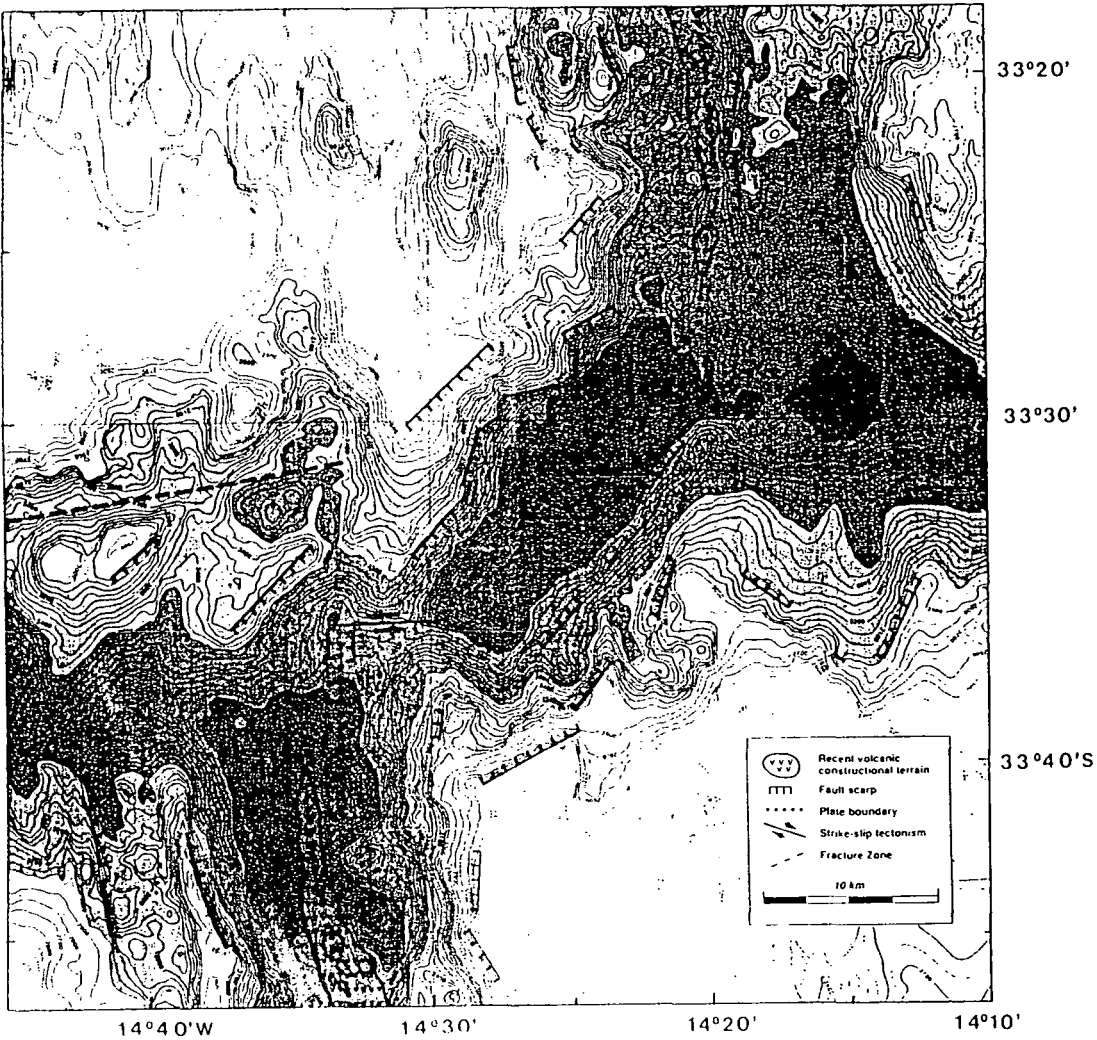 33°20'
33°30'
33°40'S
Recent volcanic
constructional terrain
Fault scarp
Plate boundary
Strike-slip tectonism
Fracture Zone
10 km
14°40'W
14°30'
14°20'
14°10'